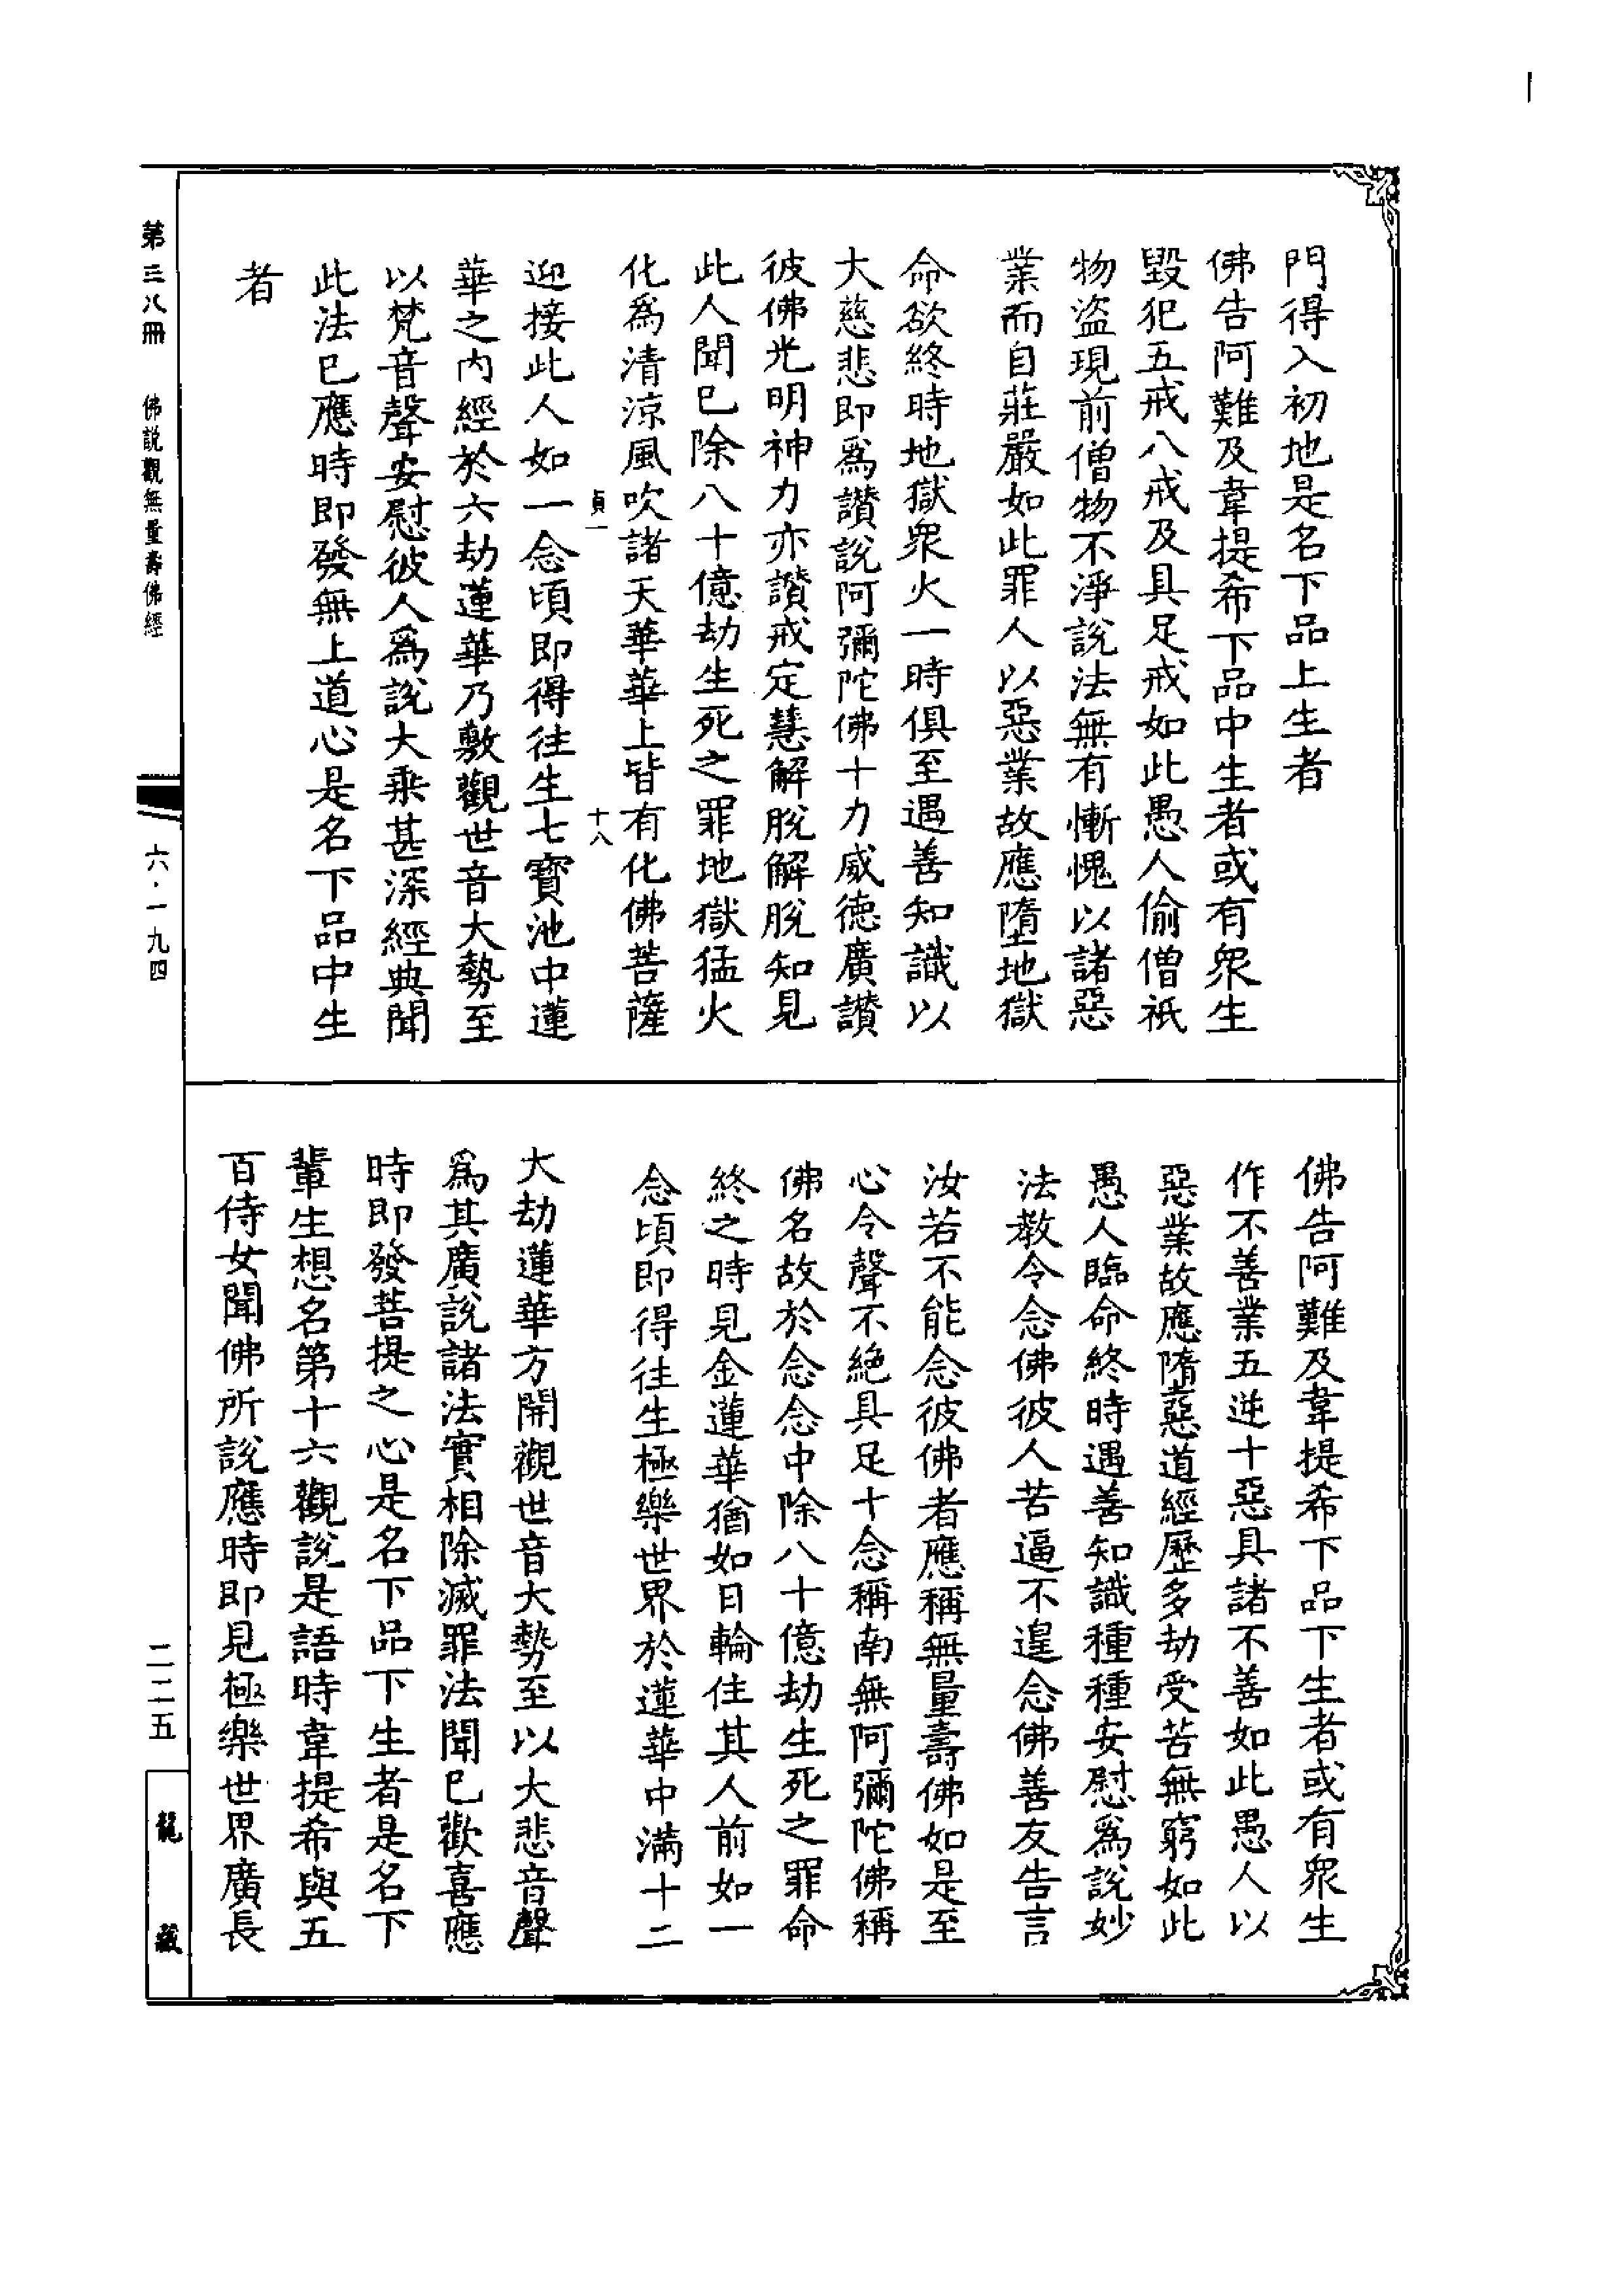 門得入初地是名下品上生者
佛告阿難及韋提希下品中生者或有眾生
毀犯五戒八戒及具足戒如此愚人偷僧祇
物盜現前僧物不淨說法無有慚愧以諸惡
業而自莊嚴如此罪人以惡業故應墮地獄
命欲終時地獄眾火一時俱至遇善知識以
大慈悲即為讚說阿彌陀佛十力威德廣讚
彼佛光明神力亦讚戒定慧解脫解脫知見
此人聞已除八十億劫生死之罪地獄猛火
化為清涼風吹諸天華華上皆有化佛菩薩
貞一
十八
迎接此人如一念頃即得往生七寶池中蓮
華之內經於六劫蓮華乃敷觀世音大勢至
以梵音聲安慰彼人為說大乘甚深經典聞
此法已應時即發無上道心是名下品中生
者
佛告阿難及韋提希下品下生者或有眾生
作不善業五逆十惡具諸不善如此愚人以
惡業故應墮惡道經歷多劫受苦無窮如此
愚人臨命終時遇善知識種種安慰為說妙
法教令念佛彼人苦逼不遑念佛善友告言
汝若不能念彼佛者應稱無量壽佛如是至
心令聲不絕具足十念稱南無阿彌陀佛稱
佛名故於念念中除八十億劫生死之罪命
終之時見金蓮華猶如日輪住其人前如一
念頃即得往生極樂世界於蓮華中滿十二
大劫蓮華方開觀世音大勢至以大悲音聲
為其廣說諸法實相除滅罪法聞已歡喜應
時即發菩提之心是名下品下生者是名下
輩生想名第十六觀說是語時韋提希與五
百侍女聞佛所說應時即見極樂世界廣長
第三八冊
佛說觀無量壽佛經
六·一九四
二二五
龍藏